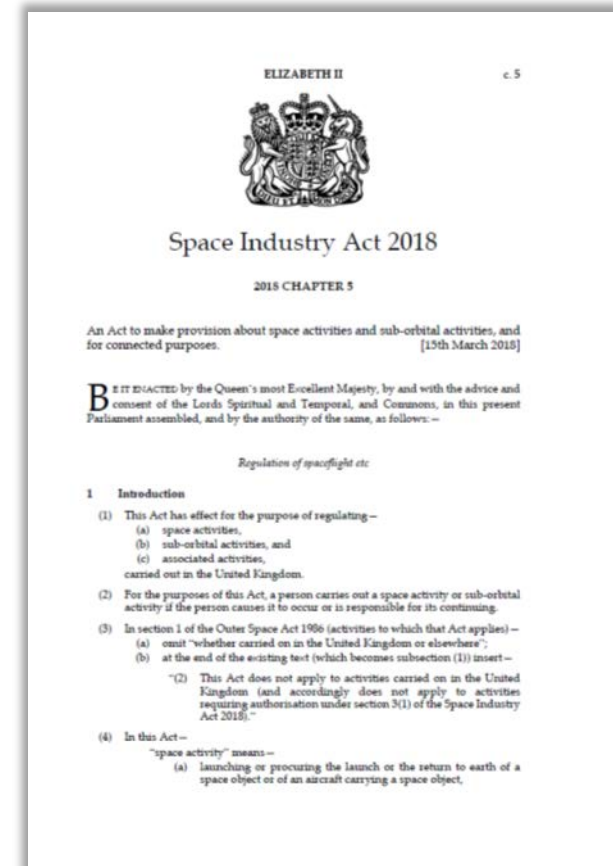 ELIZABETH II c. 5
DIEU ET MON DROIT
Space Industry Act 2018
2018 CHAPTER 5
An Act to make provision about space activities and sub-orbital activities, and
for connected purposes. [15th March 2018]
BE IT ENACTED by the Queen's most Excellent Majesty, by and with the advice and
consent of the Lords Spiritual and Temporal, and Commons, in this present
Parliament assembled, and by the authority of the same, as follows:—
Regulation of spaceflight etc
1 Introduction
(1) This Act has effect for the purpose of regulating—
(a) space activities,
(b) sub-orbital activities, and
(c) associated activities,
carried out in the United Kingdom.
(2) For the purposes of this Act, a person carries out a space activity or sub-orbital
activity if the person causes it to occur or is responsible for its continuing.
(3) In section 1 of the Outer Space Act 1986 (activities to which that Act applies)—
(a) omit "whether carried on in the United Kingdom or elsewhere";
(b) at the end of the existing text (which becomes subsection (1)) insert—
"(2) This Act does not apply to activities carried on in the United
Kingdom (and accordingly does not apply to activities
requiring authorisation under section 3(1) of the Space Industry
Act 2018)."
(4) In this Act—
"space activity" means—
(a) launching or procuring the launch or the return to earth of a
space object or of an aircraft carrying a space object,